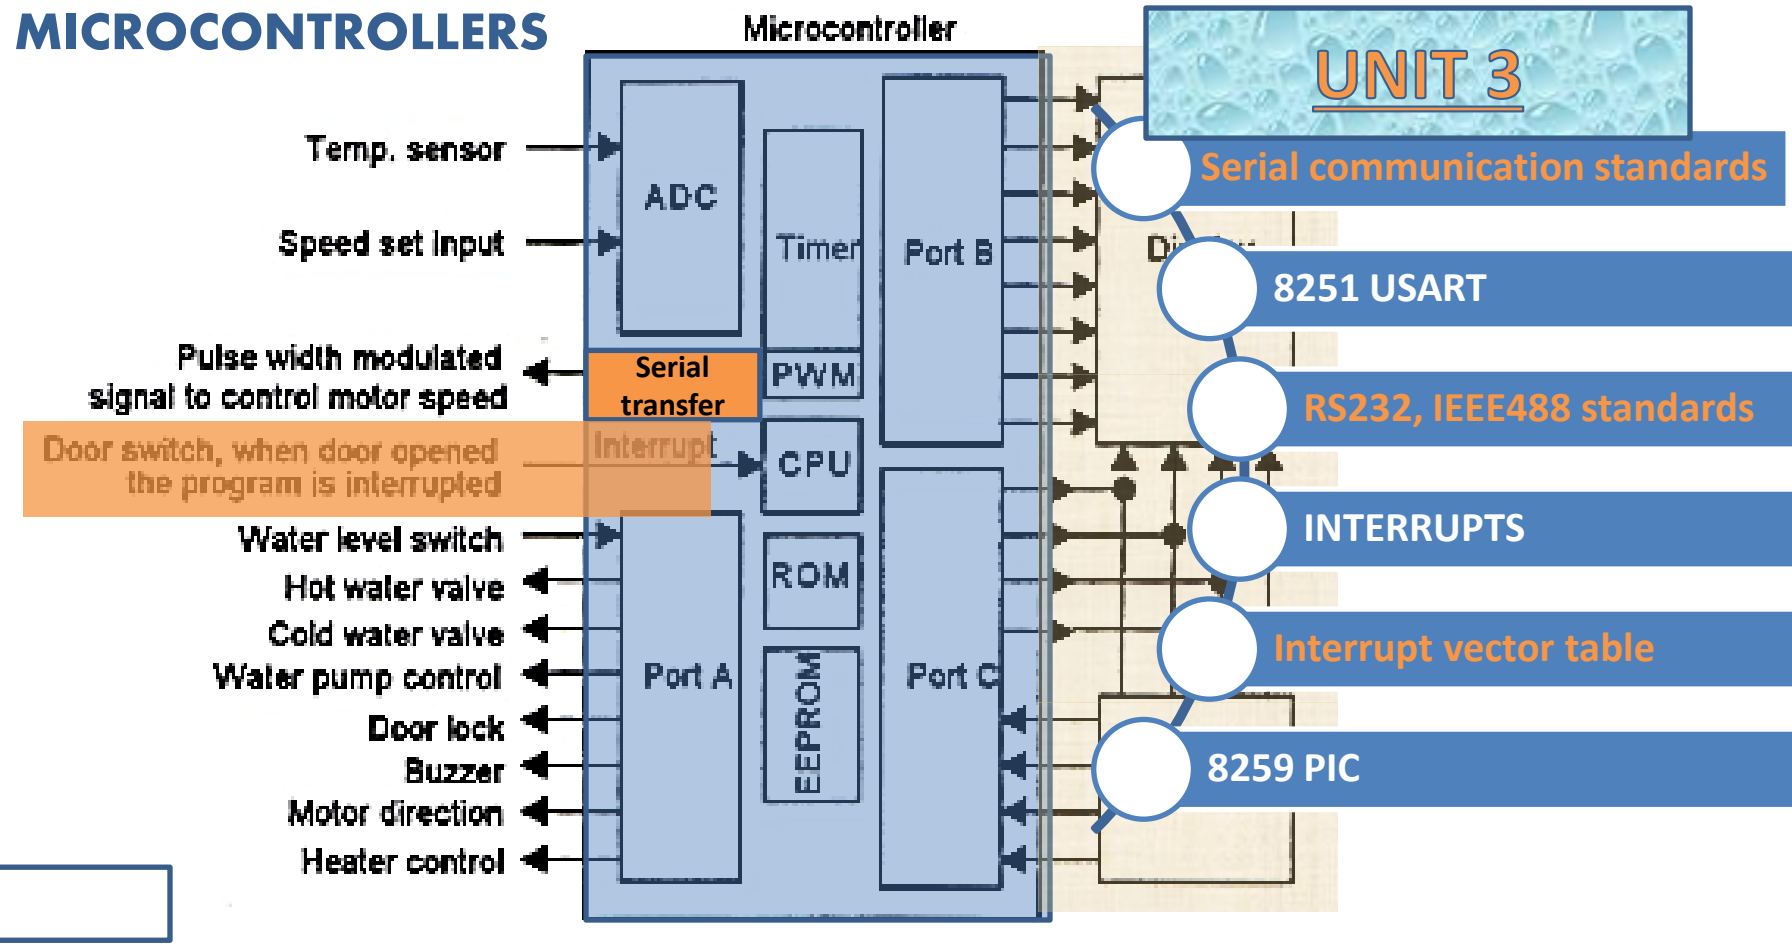 MICROCONTROLLERS
Microcontroller
UNIT 3
Temp. sensor
Speed set input
Pulse width modulated
signal to control motor speed
Door switch, when door opened
the program is interrupted
Water level switch
Hot water valve
Cold water valve
Water pump control
Door lock
Buzzer
Motor direction
Heater control
ADC
Timer
Port B
Serial
transfer
PWM
Interrupt
CPU
ROM
Port A
EEPROM
Port C
Serial communication standards
8251 USART
RS232, IEEE488 standards
INTERRUPTS
Interrupt vector table
8259 PIC